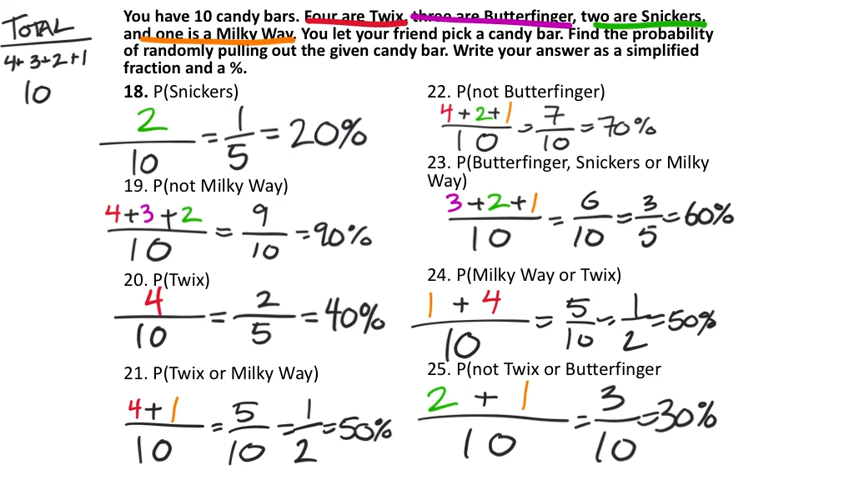 TOTAL
4+3+2+1
10
You have 10 candy bars. Four are Twix, three are Butterfinger, two are Snickers,
and one is a Milky Way. You let your friend pick a candy bar. Find the probability
of randomly pulling out the given candy bar. Write your answer as a simplified
fraction and a %.
18. P(Snickers)
2/10 = 1/5 = 20%
19. P(not Milky Way)
4+3+2/10 = 9/10 = 90%
20. P(Twix)
4/10 = 2/5 = 40%
21. P(Twix or Milky Way)
4+1/10 = 5/10 = 1/2 = 50%
22. P(not Butterfinger)
4+2+1/10 = 7/10 = 70%
23. P(Butterfinger, Snickers or Milky
Way)
3+2+1/10 = 6/10 = 3/5 = 60%
24. P(Milky Way or Twix)
1+4/10 = 5/10 = 1/2 = 50%
25. P(not Twix or Butterfinger
2+1/10 = 3/10 = 30%